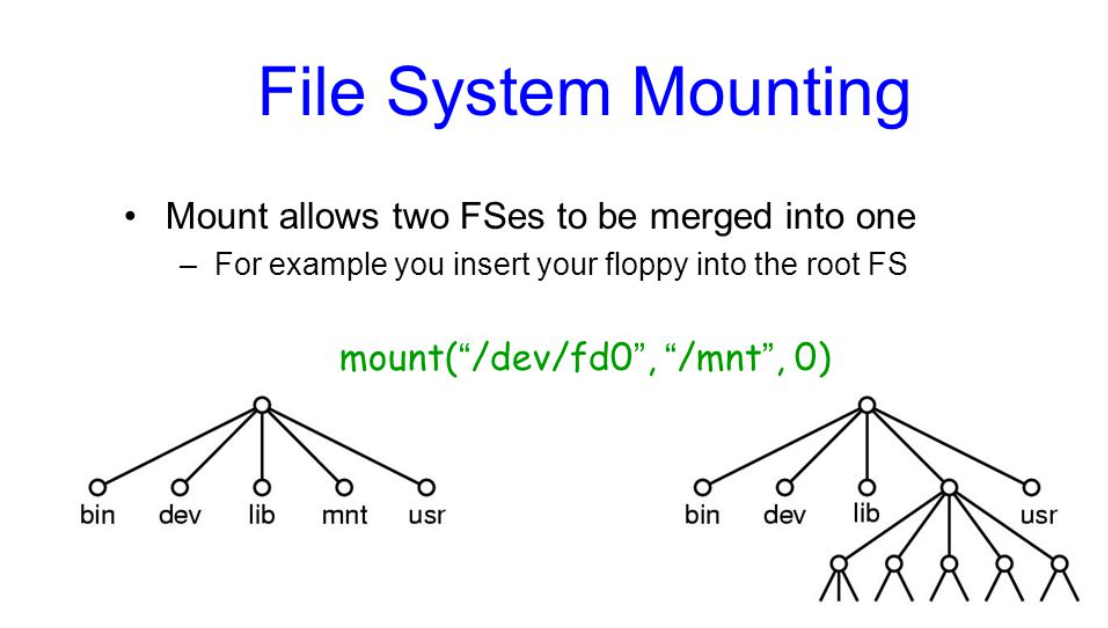 File System Mounting
• Mount allows two FSes to be merged into one
– For example you insert your floppy into the root FS
mount(“/dev/fd0”, “/mnt”, 0)
bin dev lib mnt usr
bin dev lib usr